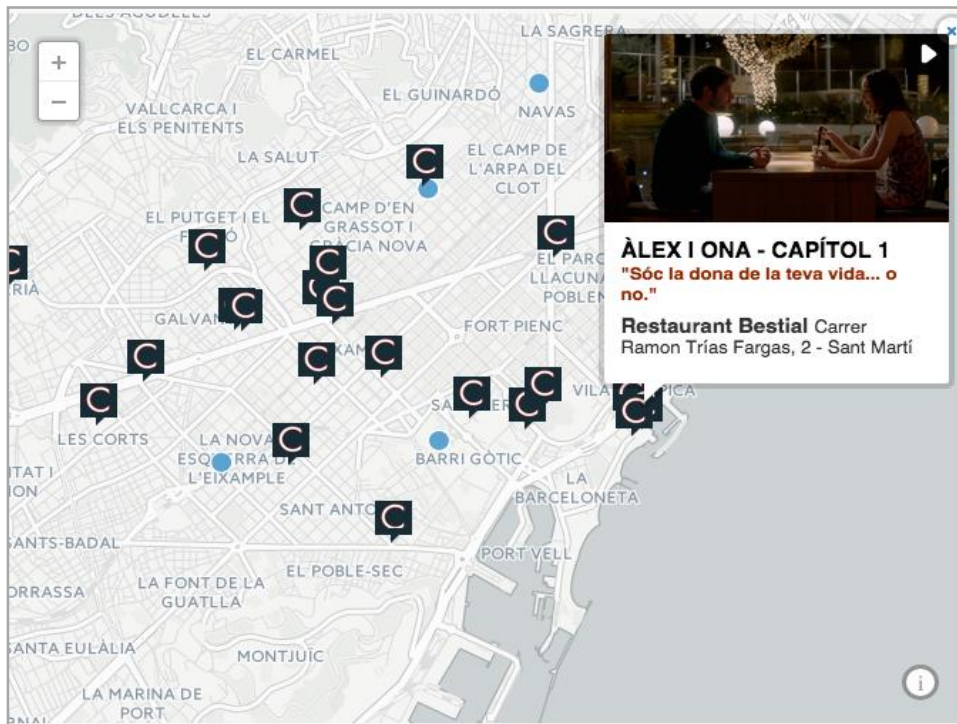 LA SAGRERA
EL CARMEL
EL GUINARDÓ
NAVAS
VALLCARCA I
ELS PENITENTS
LA SALUT
EL CAMP DE
L'ARPA DEL
CLOT
EL PUTGET I EL
CAMP D'EN
GRASSOT I
GRÀCIA NOVA
EL PARC
LLACUNA
POBLEN
GALVAN
FORT PIENC
LES CORTS
LA NOVA
ESQUERRA DE
L'EIXAMPLE
BARRI GÒTIC
LA
BARCELONETA
SANT ANTO
SANTS-BADAL
PORT VELL
EL POBLE-SEC
LA FONT DE LA
GUATLLA
SANTA EULÀLIA
MONTJUÏC
LA MARINA DE
PORT
ÀLEX I ONA - CAPÍTOL 1
"Sóc la dona de la teva vida... o
no."
Restaurant Bestial Carrer
Ramon Trías Fargas, 2 - Sant Martí